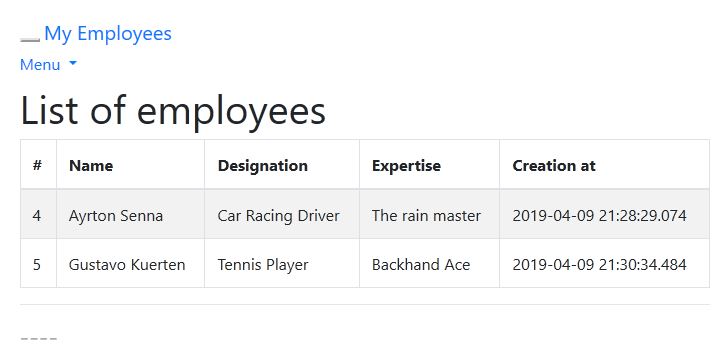 My Employees
Menu
List of employees
# Name Designation Expertise Creation at
4 Ayrton Senna Car Racing Driver The rain master 2019-04-09 21:28:29.074
5 Gustavo Kuerten Tennis Player Backhand Ace 2019-04-09 21:30:34.484
----